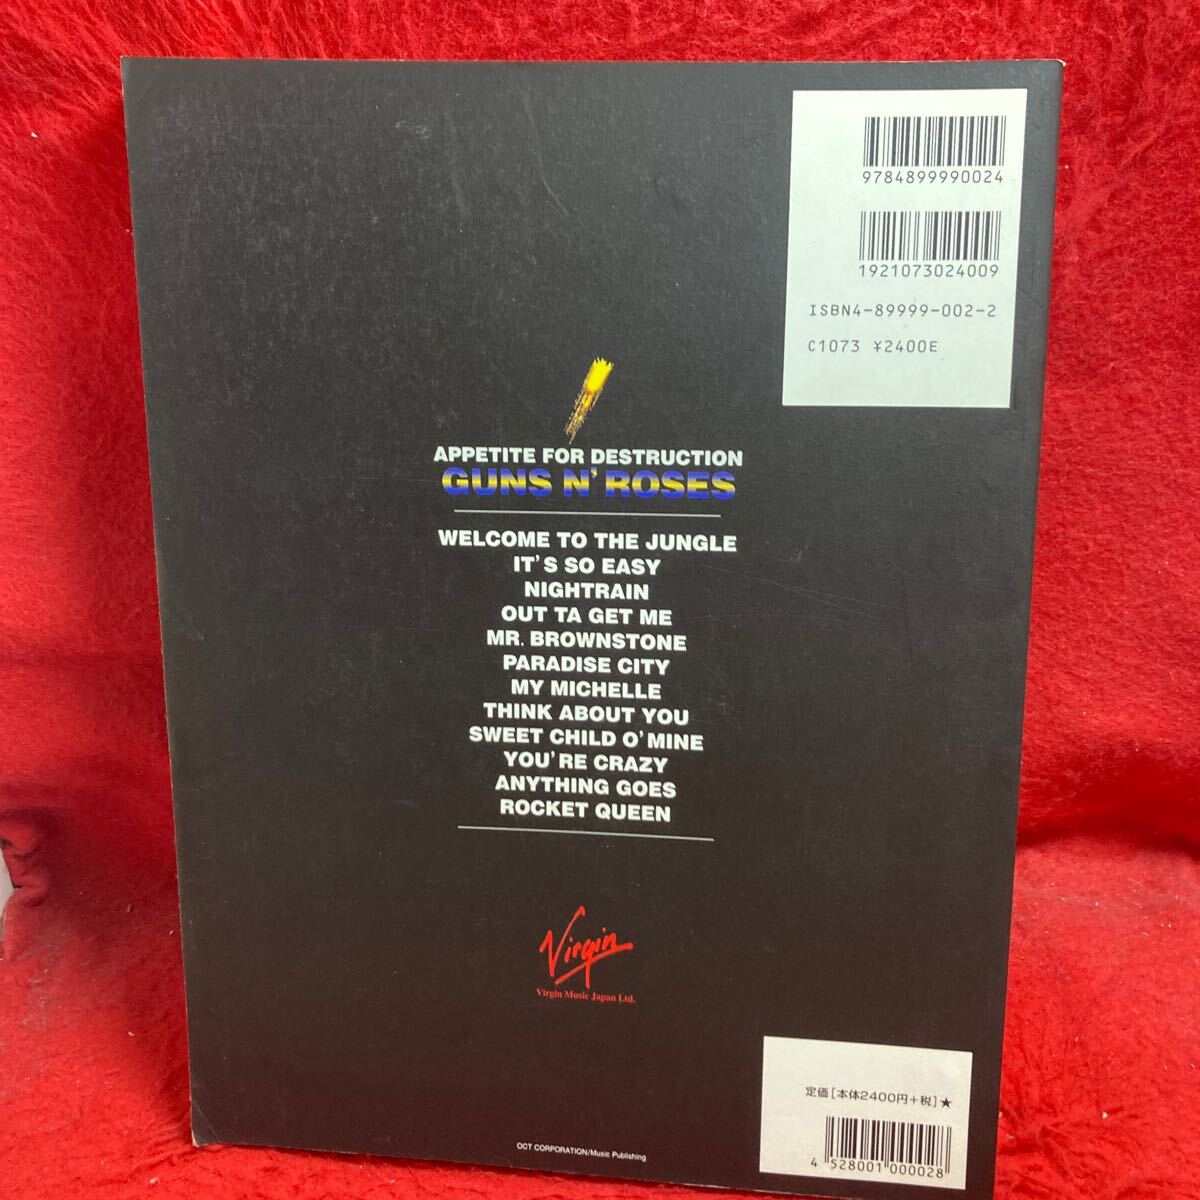 9784899990024
1921073024009
ISBN4-89999-002-2
C1073 ¥2400E
APPETITE FOR DESTRUCTION
GUNS N' ROSES
WELCOME TO THE JUNGLE
IT'S SO EASY
NIGHTRAIN
OUT TA GET ME
MR. BROWNSTONE
PARADISE CITY
MY MICHELLE
THINK ABOUT YOU
SWEET CHILD O' MINE
YOU'RE CRAZY
ANYTHING GOES
ROCKET QUEEN
Virgin
Virgin Music Japan Ltd.
定価[本体2400円+税]★
4 528001 000028
OCT CORPORATION/Music Publishing